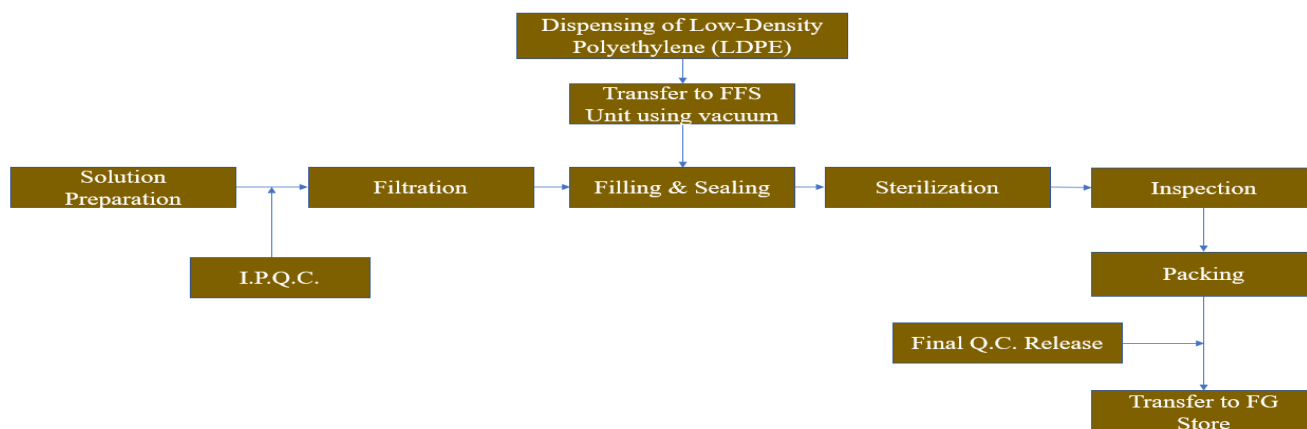 Dispensing of Low-Density
Polyethylene (LDPE)
Transfer to FFS
Unit using vacuum
Solution
Preparation
Filtration
Filling & Sealing
Sterilization
Inspection
I.P.Q.C.
Packing
Final Q.C. Release
Transfer to FG
Store